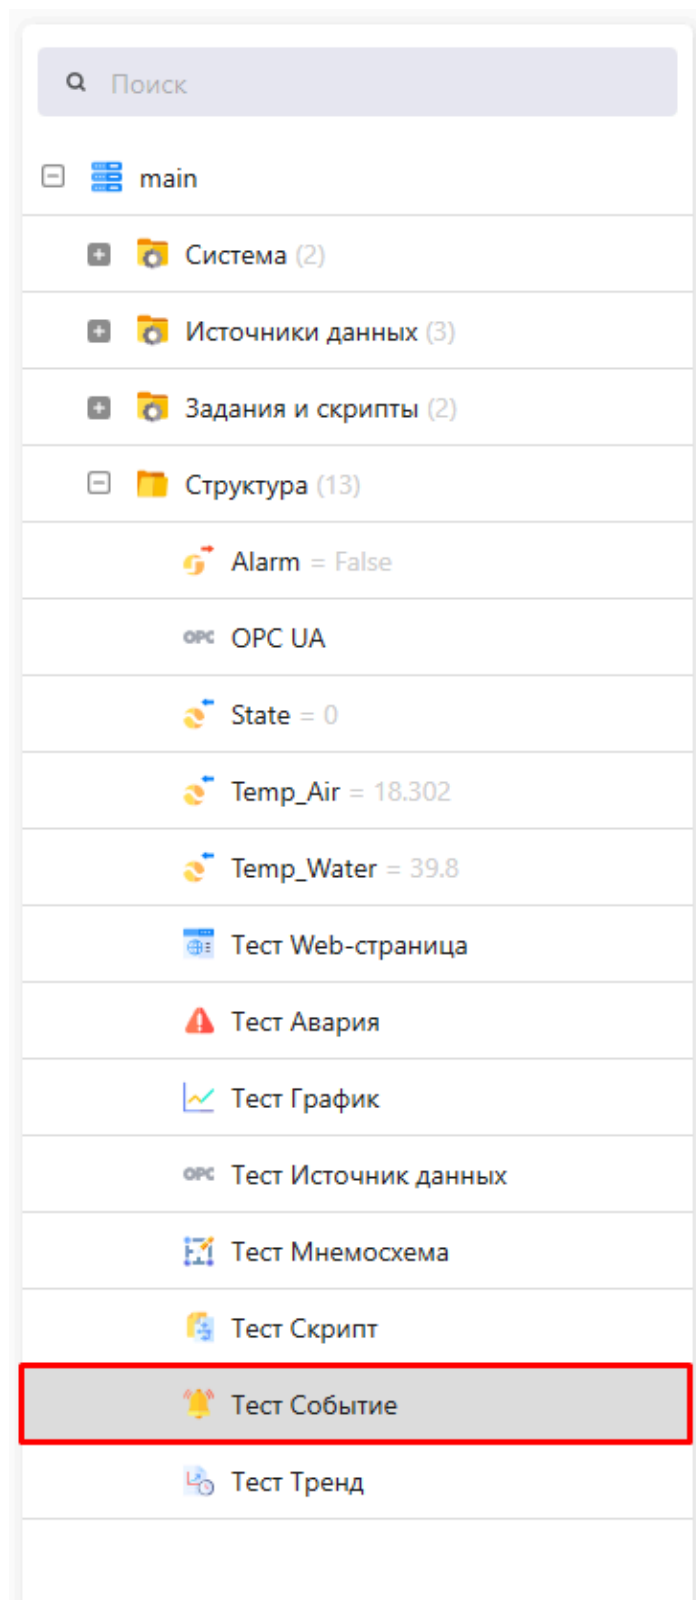 Поиск
main
Система (2)
Источники данных (3)
Задания и скрипты (2)
Структура (13)
Alarm = False
OPC OPC UA
State = 0
Temp_Air = 18.302
Temp_Water = 39.8
Тест Web-страница
Тест Авария
Тест График
OPC Тест Источник данных
Тест Мнемосхема
Тест Скрипт
Тест Событие
Тест Тренд